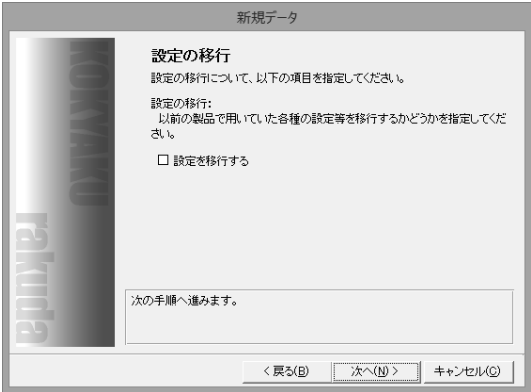 新規データ
KOKYAKU
rakuda
設定の移行
設定の移行について、以下の項目を指定してください。
設定の移行:
以前の製品で用いていた各種の設定等を移行するかどうかを指定してくだ
さい。
設定を移行する
次の手順へ進みます。
< 戻る(B)
次へ(N) >
キャンセル(C)